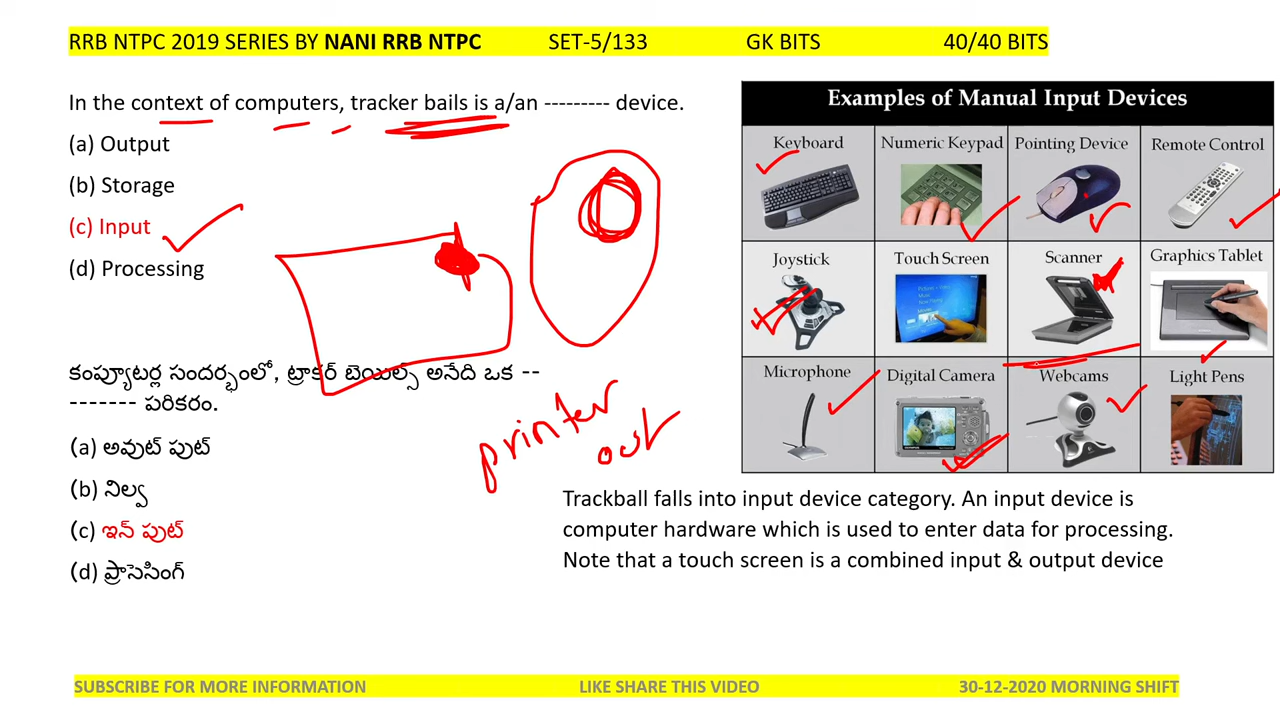 RRB NTPC 2019 SERIES BY NANI RRB NTPC SET-5/133 GK BITS 40/40 BITS
In the context of computers, tracker bails is a/an --------- device.
(a) Output
(b) Storage
(c) Input
(d) Processing
కంప్యూటర్ల సందర్భంలో, ట్రాకర్ బెయిల్స్ అనేది ఒక --
-------- పరికరం.
(a) అవుట్ పుట్
(b) నిల్వ
(c) ఇన్ పుట్
(d) ప్రాసెసింగ్
printer
out
Examples of Manual Input Devices
Keyboard Numeric Keypad Pointing Device Remote Control
Joystick Touch Screen Scanner Graphics Tablet
Microphone Digital Camera Webcams Light Pens
Trackball falls into input device category. An input device is
computer hardware which is used to enter data for processing.
Note that a touch screen is a combined input & output device
SUBSCRIBE FOR MORE INFORMATION LIKE SHARE THIS VIDEO 30-12-2020 MORNING SHIFT